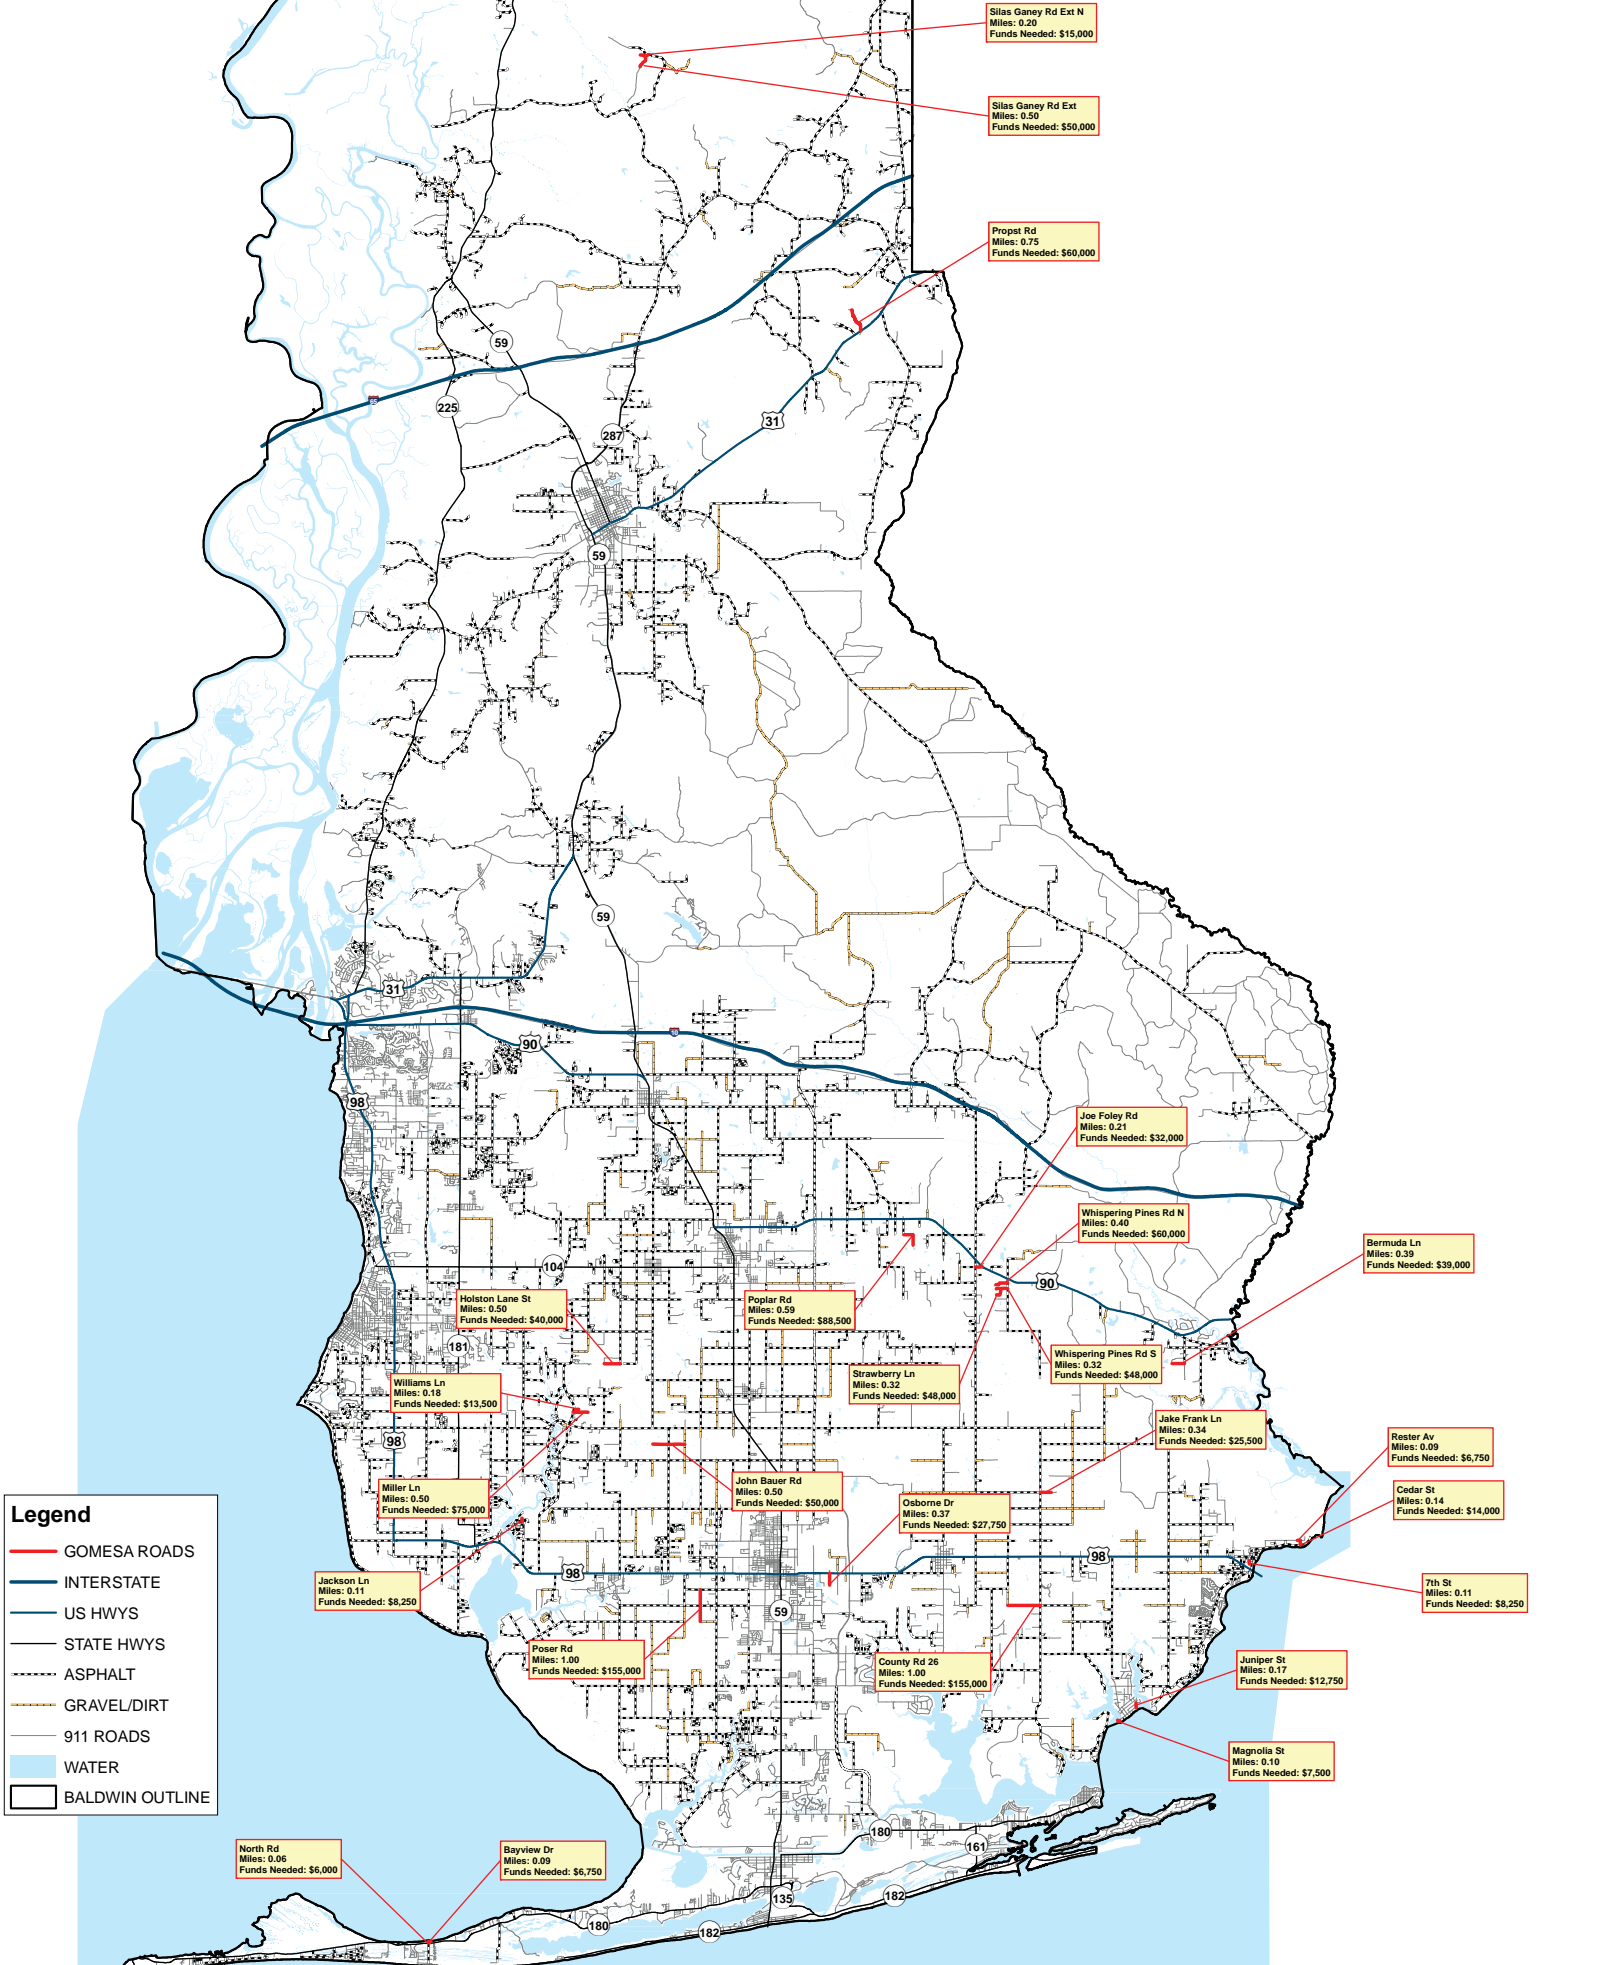 Silas Ganey Rd Ext N
Miles: 0.20
Funds Needed: $15,000
Silas Ganey Rd Ext
Miles: 0.50
Funds Needed: $50,000
Propst Rd
Miles: 0.75
Funds Needed: $60,000
59
225
31
287
59
59
31
90
98
Joe Foley Rd
Miles: 0.21
Funds Needed: $32,000
Whispering Pines Rd N
Miles: 0.40
Funds Needed: $60,000
Bermuda Ln
Miles: 0.39
Funds Needed: $39,000
104
90
Holston Lane St
Miles: 0.50
Funds Needed: $40,000
Poplar Rd
Miles: 0.59
Funds Needed: $88,500
181
Whispering Pines Rd S
Miles: 0.32
Funds Needed: $48,000
Strawberry Ln
Miles: 0.32
Funds Needed: $48,000
Williams Ln
Miles: 0.18
Funds Needed: $13,500
Jake Frank Ln
Miles: 0.34
Funds Needed: $25,500
98
Rester Av
Miles: 0.09
Funds Needed: $6,750
John Bauer Rd
Miles: 0.50
Funds Needed: $50,000
Miller Ln
Miles: 0.50
Funds Needed: $75,000
Cedar St
Miles: 0.14
Funds Needed: $14,000
Osborne Dr
Miles: 0.37
Funds Needed: $27,750
98
98
Jackson Ln
Miles: 0.11
Funds Needed: $8,250
7th St
Miles: 0.11
Funds Needed: $8,250
59
Poser Rd
Miles: 1.00
Funds Needed: $155,000
County Rd 26
Miles: 1.00
Funds Needed: $155,000
Juniper St
Miles: 0.17
Funds Needed: $12,750
Magnolia St
Miles: 0.10
Funds Needed: $7,500
180
161
North Rd
Miles: 0.06
Funds Needed: $6,000
Bayview Dr
Miles: 0.09
Funds Needed: $6,750
135
182
180
182
Legend
GOMESA ROADS
INTERSTATE
US HWYS
STATE HWYS
ASPHALT
GRAVEL/DIRT
911 ROADS
WATER
BALDWIN OUTLINE